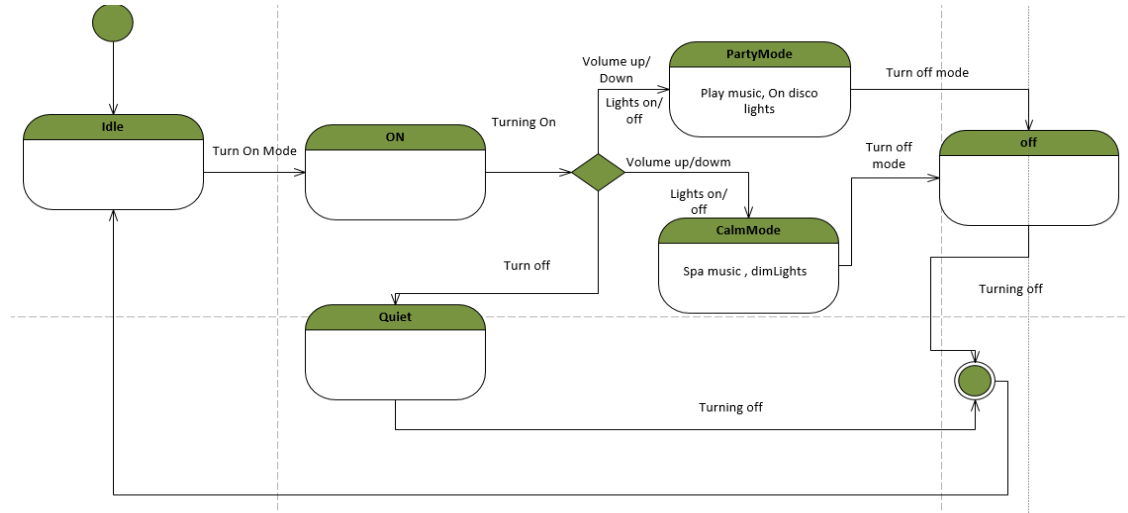 Volume up/
Down
PartyMode
Turn off mode
Play music, On disco
lights
Lights on/
off
Idle
Turning On
ON
Turn On Mode
Volume up/dowm
Turn off
mode
off
Lights on/
off
CalmMode
Spa music , dimLights
Turn off
Turning off
Quiet
Turning off